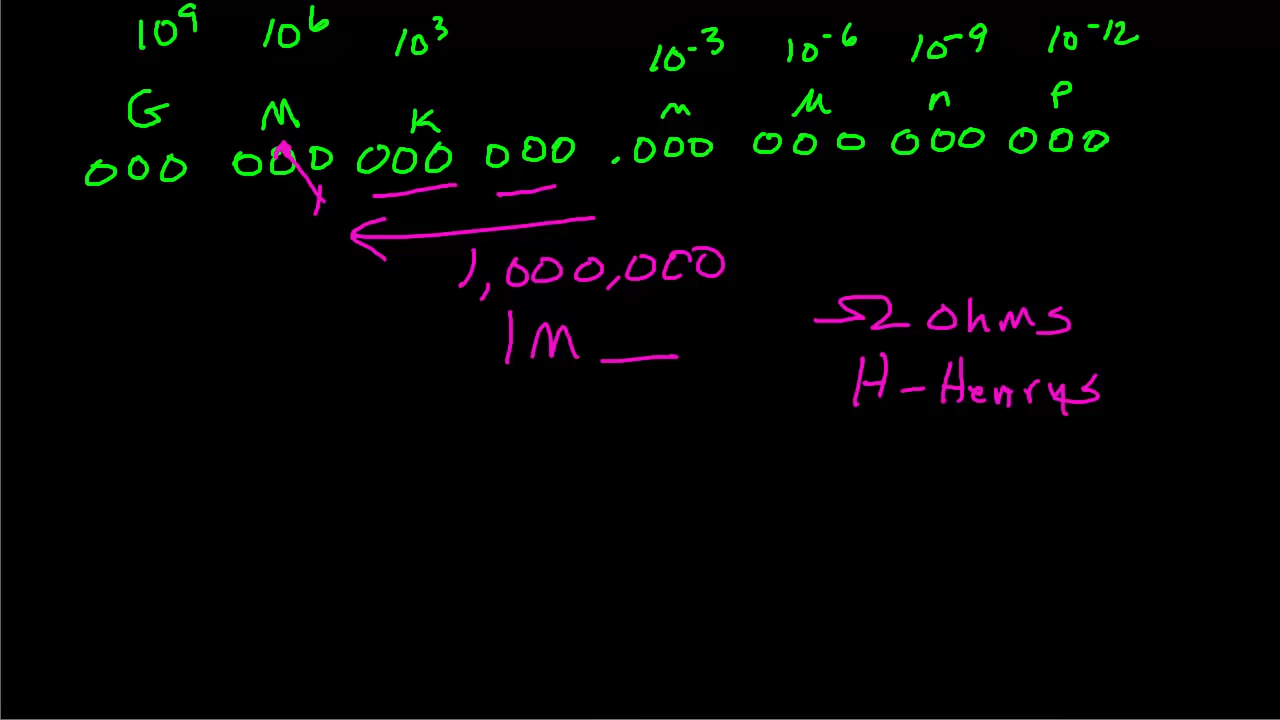 10⁹ 10⁶ 10³ 10⁻³ 10⁻⁶ 10⁻⁹ 10⁻¹²
G M K m μ n p
000 000 000 000 .000 000 000 000
1,000,000
1M ___
Ω ohms
H - Henrys